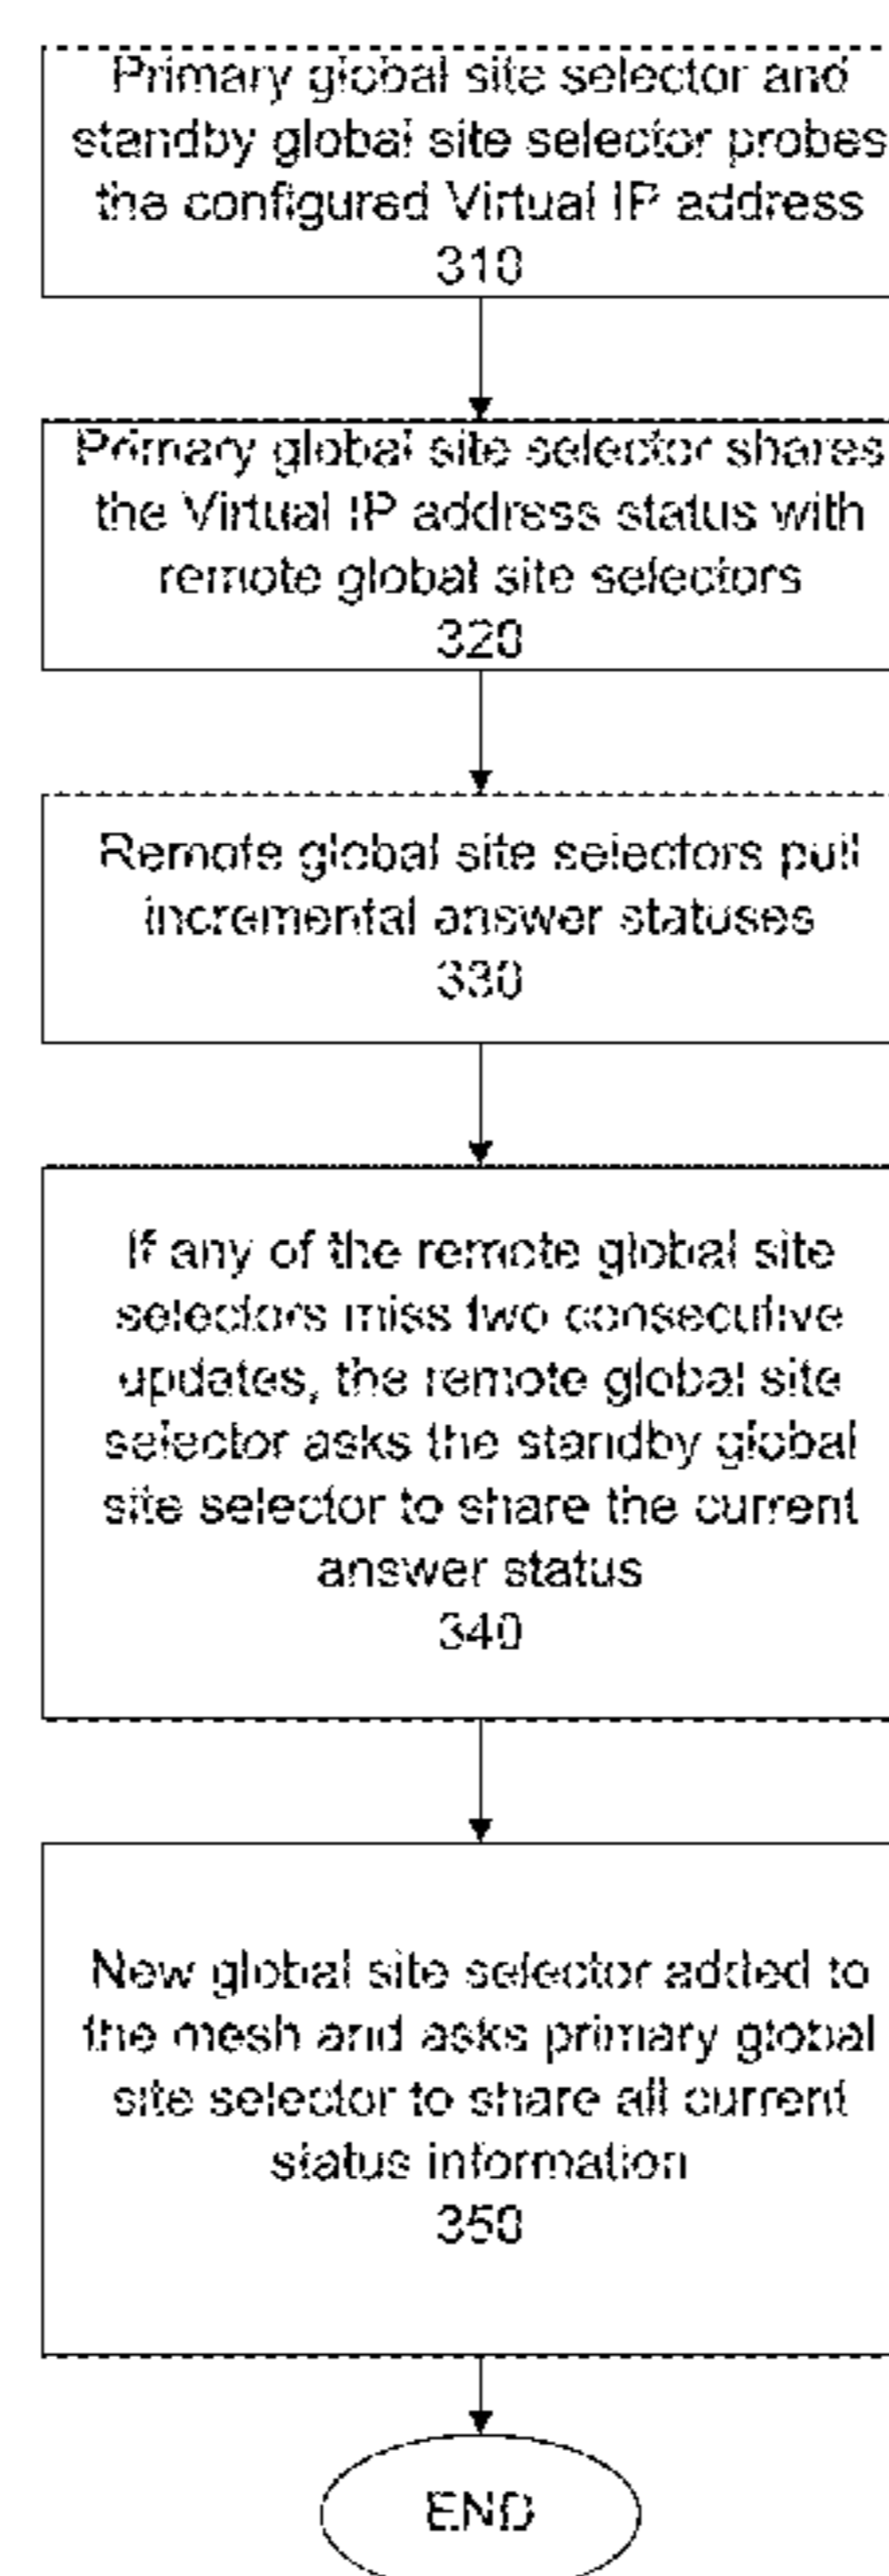 Primary global site selector and
standby global site selector probes
the configured Virtual IP address
310
Primary global site selector shares
the Virtual IP address status with
remote global site selectors
320
Remote global site selectors pull
incremental answer statuses
330
If any of the remote global site
selectors miss two consecutive
updates, the remote global site
selector asks the standby global
site selector to share the current
answer status
340
New global site selector added to
the mesh and asks primary global
site selector to share all current
status information
350
END